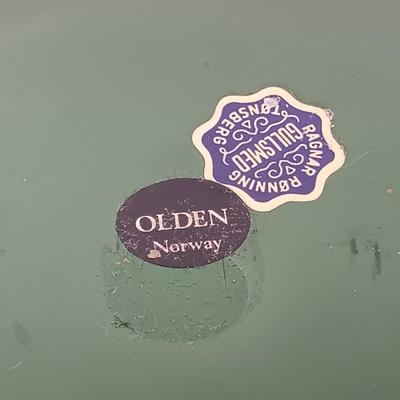 RAGNAR RØNNING
GULLSMED
TØNSBERG
OLDEN
Norway